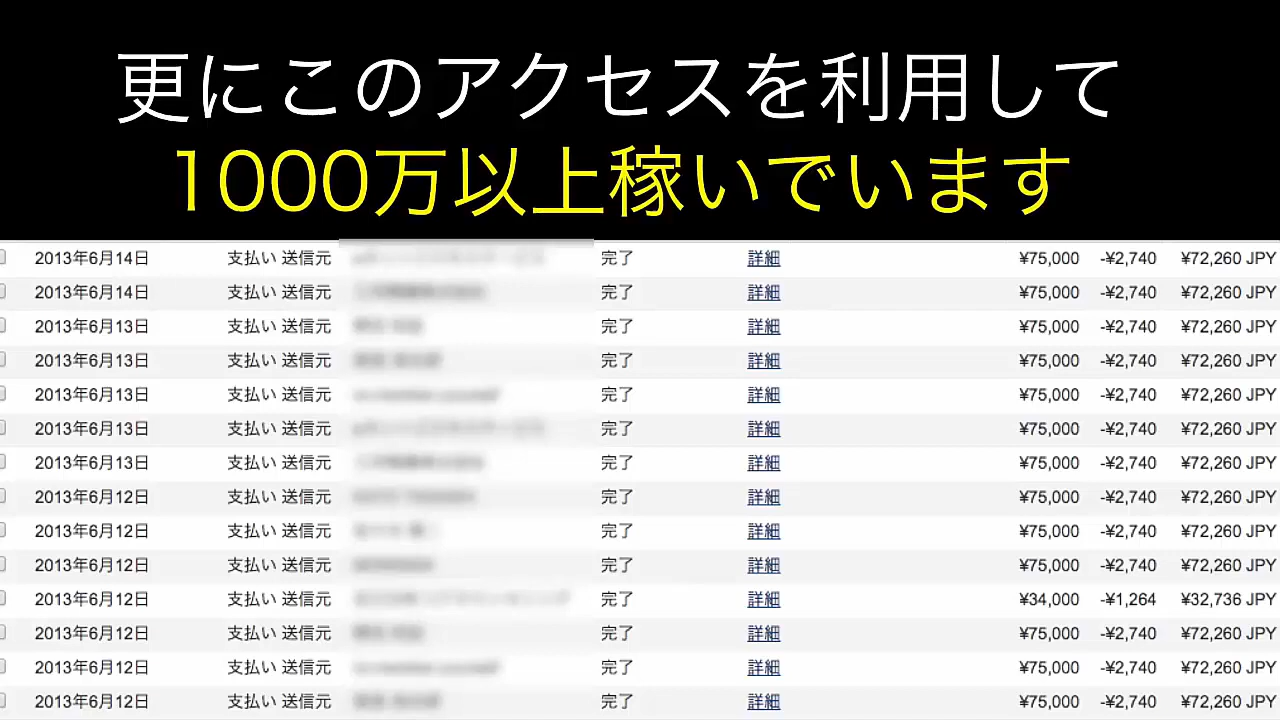 更にこのアクセスを利用して
1000万以上稼いでいます
2013年6月14日 支払い 送信元 完了 詳細 ¥75,000 -¥2,740 ¥72,260 JPY
2013年6月14日 支払い 送信元 完了 詳細 ¥75,000 -¥2,740 ¥72,260 JPY
2013年6月13日 支払い 送信元 完了 詳細 ¥75,000 -¥2,740 ¥72,260 JPY
2013年6月13日 支払い 送信元 完了 詳細 ¥75,000 -¥2,740 ¥72,260 JPY
2013年6月13日 支払い 送信元 完了 詳細 ¥75,000 -¥2,740 ¥72,260 JPY
2013年6月13日 支払い 送信元 完了 詳細 ¥75,000 -¥2,740 ¥72,260 JPY
2013年6月13日 支払い 送信元 完了 詳細 ¥75,000 -¥2,740 ¥72,260 JPY
2013年6月12日 支払い 送信元 完了 詳細 ¥75,000 -¥2,740 ¥72,260 JPY
2013年6月12日 支払い 送信元 完了 詳細 ¥75,000 -¥2,740 ¥72,260 JPY
2013年6月12日 支払い 送信元 完了 詳細 ¥75,000 -¥2,740 ¥72,260 JPY
2013年6月12日 支払い 送信元 完了 詳細 ¥34,000 -¥1,264 ¥32,736 JPY
2013年6月12日 支払い 送信元 完了 詳細 ¥75,000 -¥2,740 ¥72,260 JPY
2013年6月12日 支払い 送信元 完了 詳細 ¥75,000 -¥2,740 ¥72,260 JPY
2013年6月12日 支払い 送信元 完了 詳細 ¥75,000 -¥2,740 ¥72,260 JPY